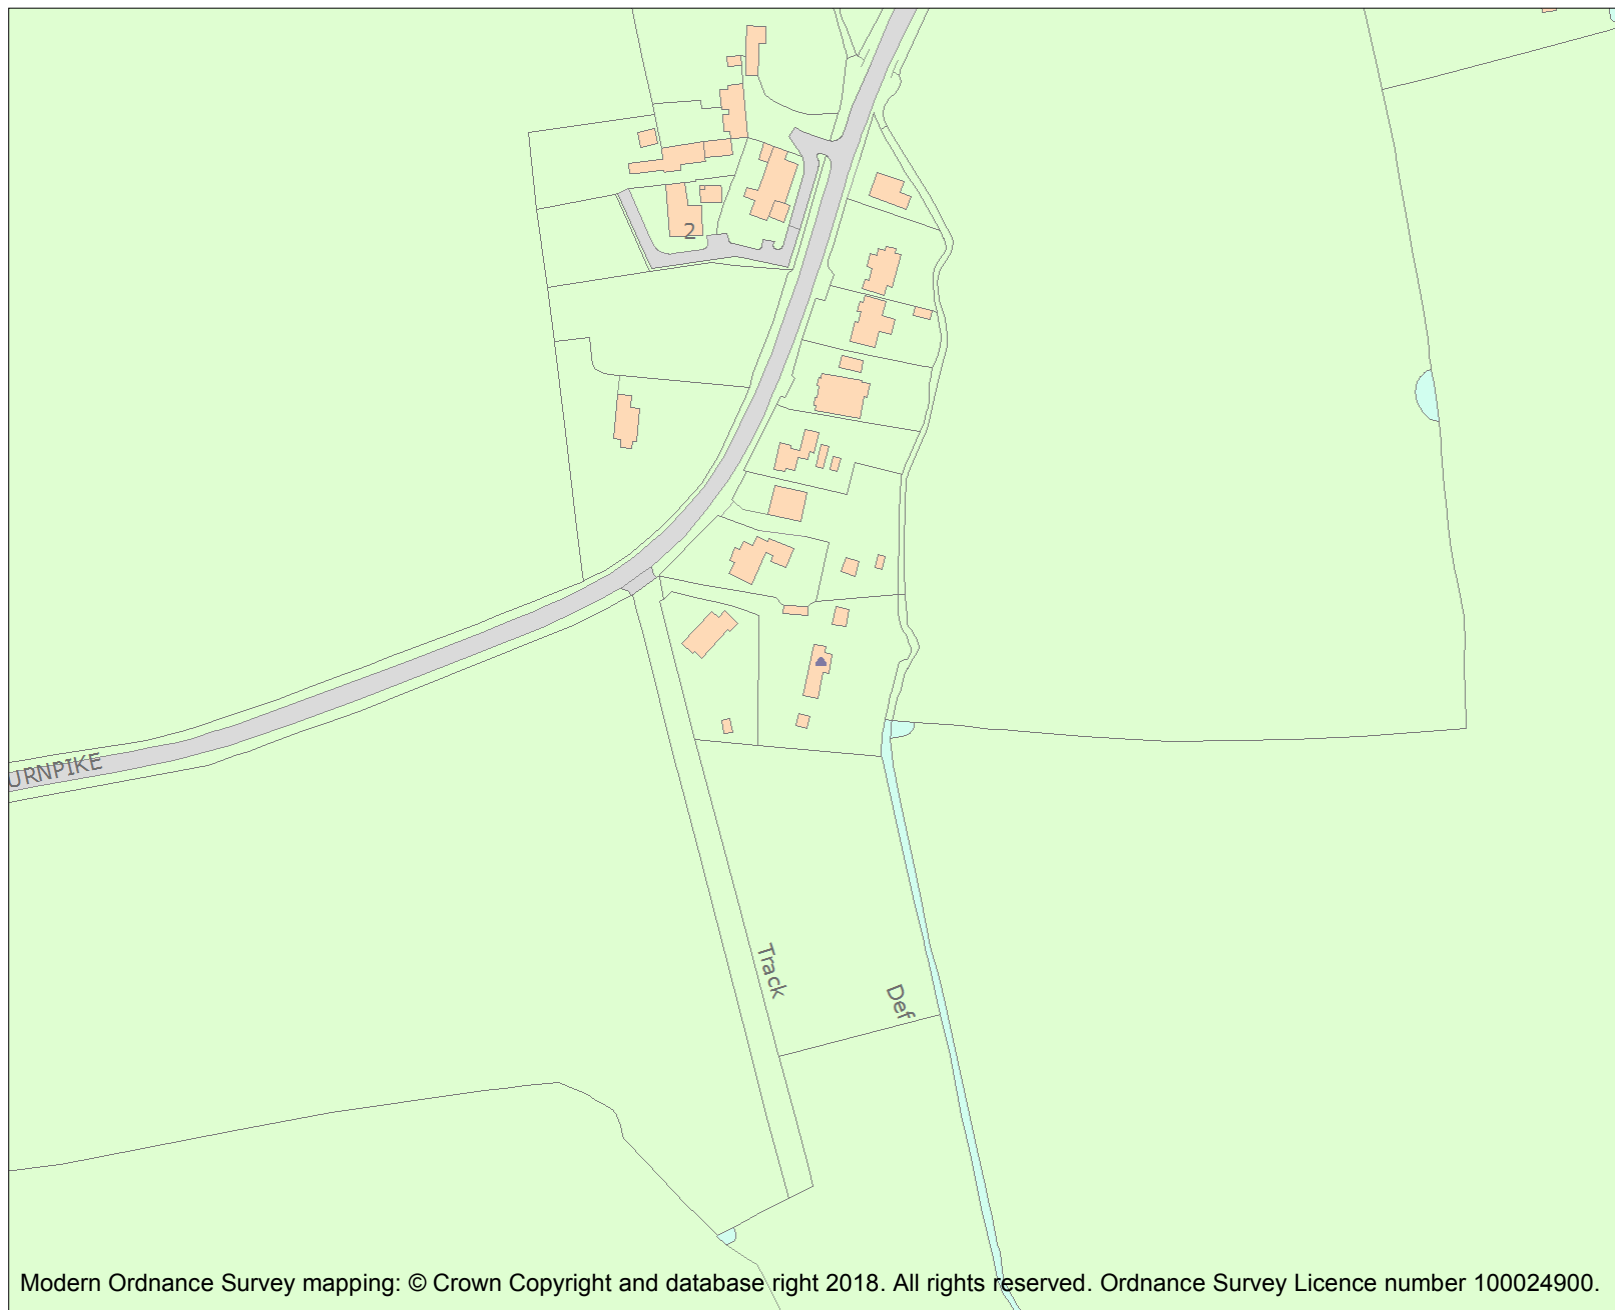 2
URNPIKE
Track
Def
Modern Ordnance Survey mapping: © Crown Copyright and database right 2018. All rights reserved. Ordnance Survey Licence number 100024900.